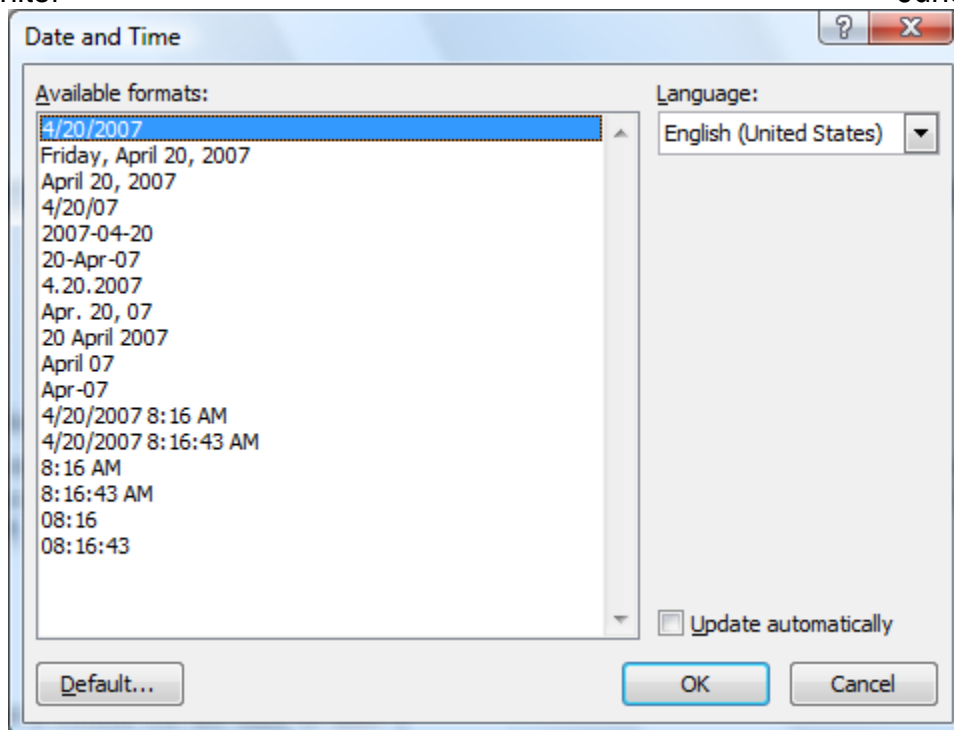 Date and Time
Available formats:
Language:
4/20/2007
English (United States)
Friday, April 20, 2007
April 20, 2007
4/20/07
2007-04-20
20-Apr-07
4.20.2007
Apr. 20, 07
20 April 2007
April 07
Apr-07
4/20/2007 8:16 AM
4/20/2007 8:16:43 AM
8:16 AM
8:16:43 AM
08:16
08:16:43
Update automatically
Default...
OK
Cancel